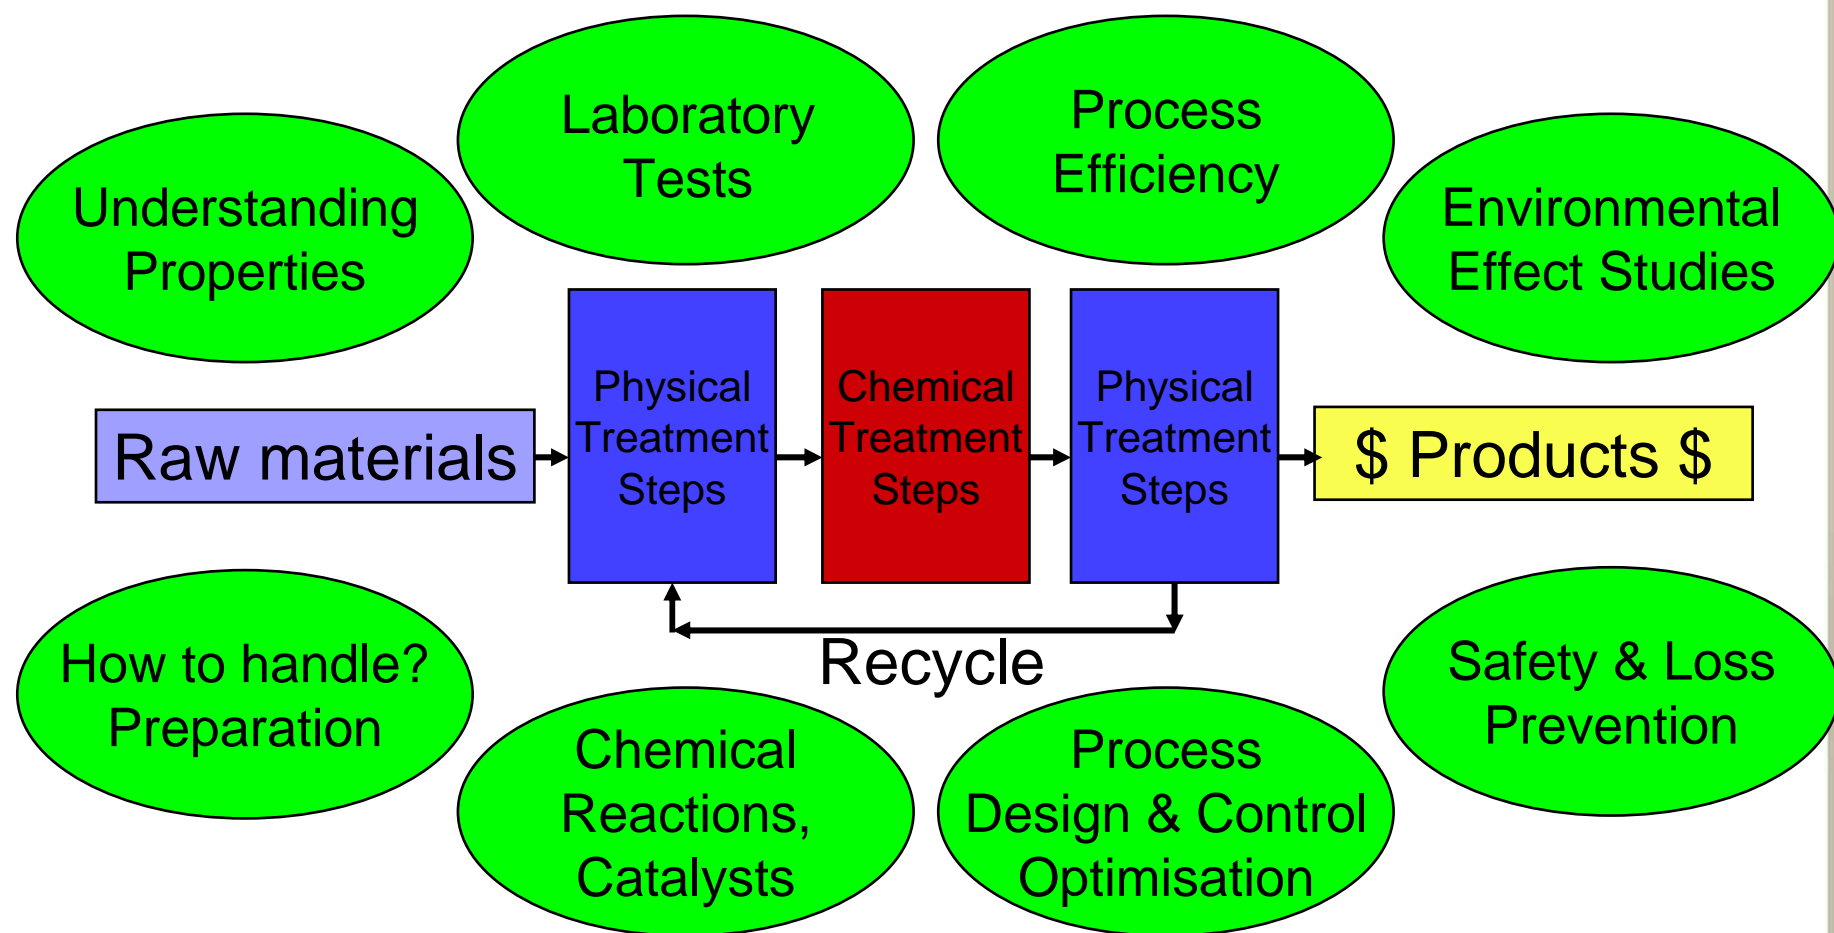 Laboratory
Tests
Process
Efficiency
Understanding
Properties
Environmental
Effect Studies
Raw materials
Physical
Treatment
Steps
Chemical
Treatment
Steps
Physical
Treatment
Steps
$ Products $
Recycle
How to handle?
Preparation
Chemical
Reactions,
Catalysts
Process
Design & Control
Optimisation
Safety & Loss
Prevention